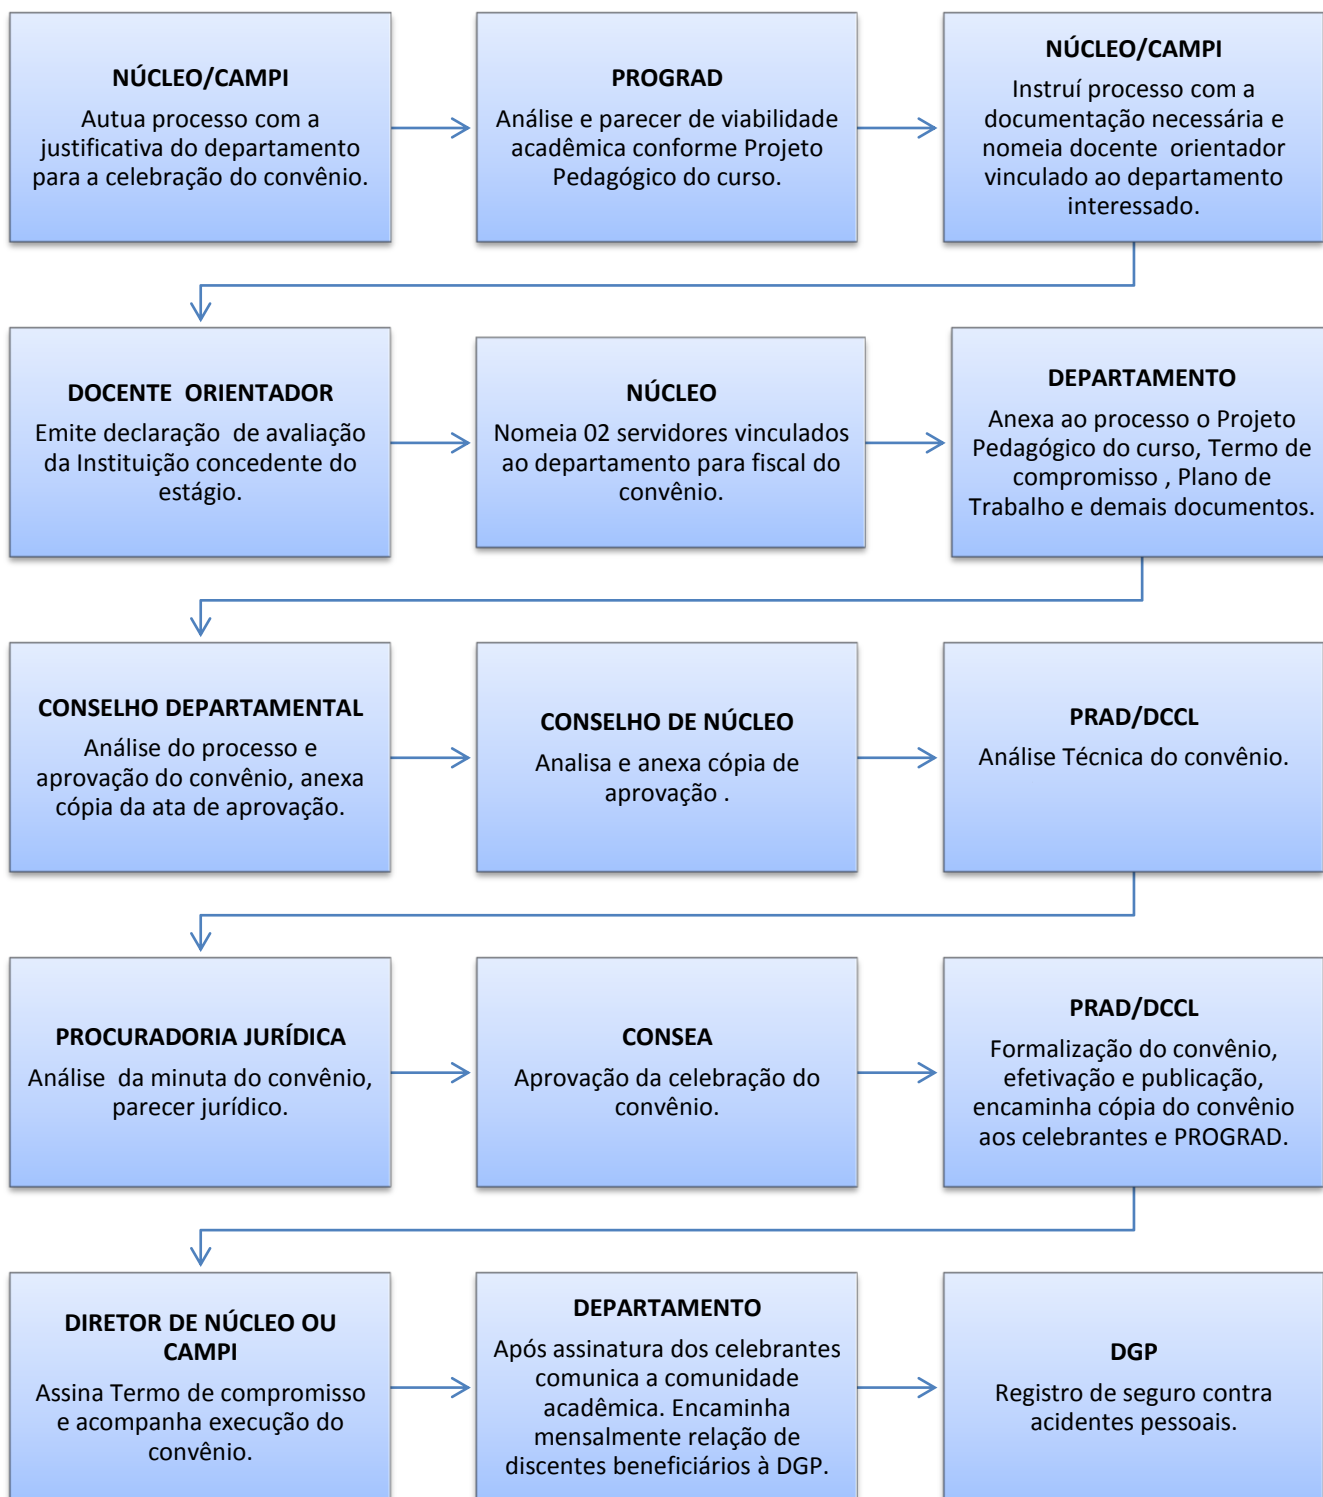 NÚCLEO/CAMPI
Autua processo com a
justificativa do departamento
para a celebração do convênio.
PROGRAD
Análise e parecer de viabilidade
acadêmica conforme Projeto
Pedagógico do curso.
NÚCLEO/CAMPI
Instruí processo com a
documentação necessária e
nomeia docente  orientador
vinculado ao departamento
interessado.
DOCENTE  ORIENTADOR
Emite declaração  de avaliação
da Instituição concedente do
estágio.
NÚCLEO
Nomeia 02 servidores vinculados
ao departamento para fiscal do
convênio.
DEPARTAMENTO
Anexa ao processo o Projeto
Pedagógico do curso, Termo de
compromisso , Plano de
Trabalho e demais documentos.
CONSELHO DEPARTAMENTAL
Análise do processo e
aprovação do convênio, anexa
cópia da ata de aprovação.
CONSELHO DE NÚCLEO
Analisa e anexa cópia de
aprovação .
PRAD/DCCL
Análise Técnica do convênio.
PROCURADORIA JURÍDICA
Análise  da minuta do convênio,
parecer jurídico.
CONSEA
Aprovação da celebração do
convênio.
PRAD/DCCL
Formalização do convênio,
efetivação e publicação,
encaminha cópia do convênio
aos celebrantes e PROGRAD.
DIRETOR DE NÚCLEO OU
CAMPI
Assina Termo de compromisso
e acompanha execução do
convênio.
DEPARTAMENTO
Após assinatura dos celebrantes
comunica a comunidade
acadêmica. Encaminha
mensalmente relação de
discentes beneficiários à DGP.
DGP
Registro de seguro contra
acidentes pessoais.